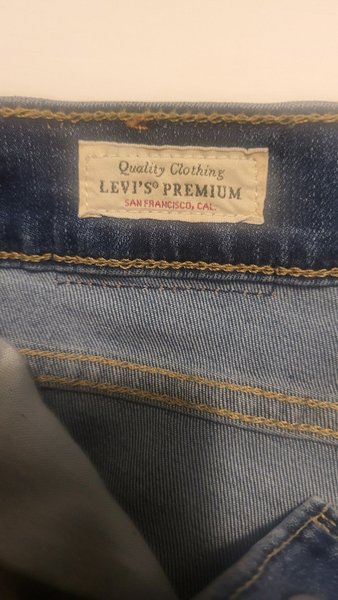 Quality Clothing
LEVI'S® PREMIUM
SAN FRANCISCO, CAL.